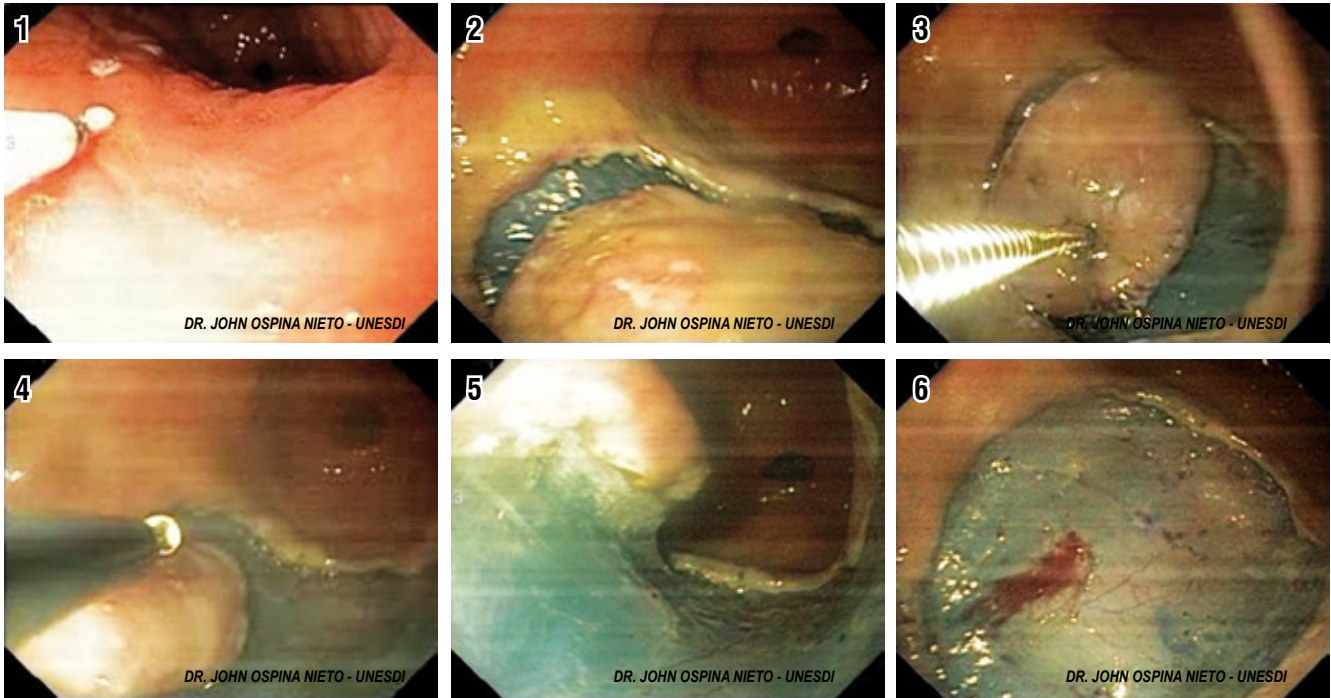 1
2
3
DR. JOHN OSPINA NIETO - UNESDI
DR. JOHN OSPINA NIETO - UNESDI
DR. JOHN OSPINA NIETO - UNESDI
4
5
6
DR. JOHN OSPINA NIETO - UNESDI
DR. JOHN OSPINA NIETO - UNESDI
DR. JOHN OSPINA NIETO - UNESDI